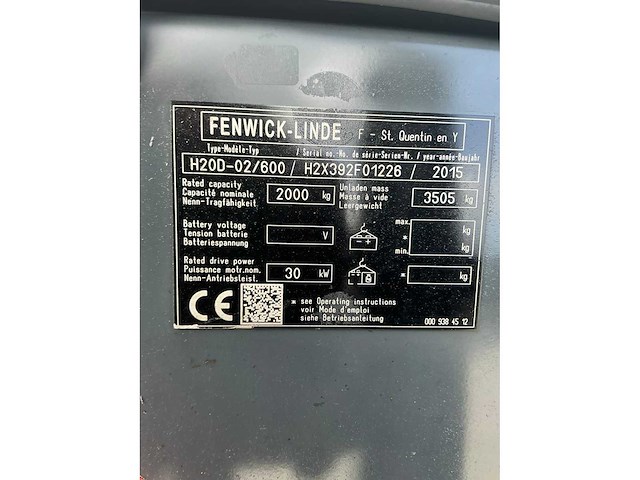 FENWICK-LINDE F - St. Quentin en Y
Type-Modèle-Typ / Serial no.-No. de série-Serien-Nr. / year-année-Baujahr
H20D-02/600 / H2X392F01226 / 2015
Rated capacity
Capacité nominale
Nenn-Tragfähigkeit
2000 kg
Unladen mass
Masse à vide
Leergewicht
3505 kg
Battery voltage
Tension batterie
Batteriespannung
V
- +
max.
*
min.
kg
kg
Rated drive power
Puissance motr.nom.
Nenn-Antriebsleist.
30 kW
* kg
CE
* see Operating instructions
voir Mode d'emploi
siehe Betriebsanleitung
000 938 45 12